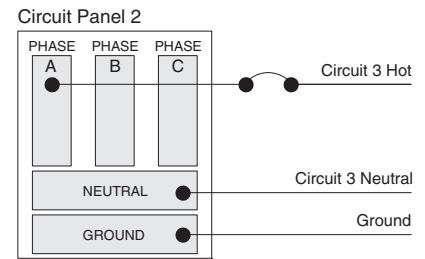 Circuit Panel 2
PHASE PHASE PHASE
A B C
Circuit 3 Hot
NEUTRAL
Circuit 3 Neutral
GROUND
Ground